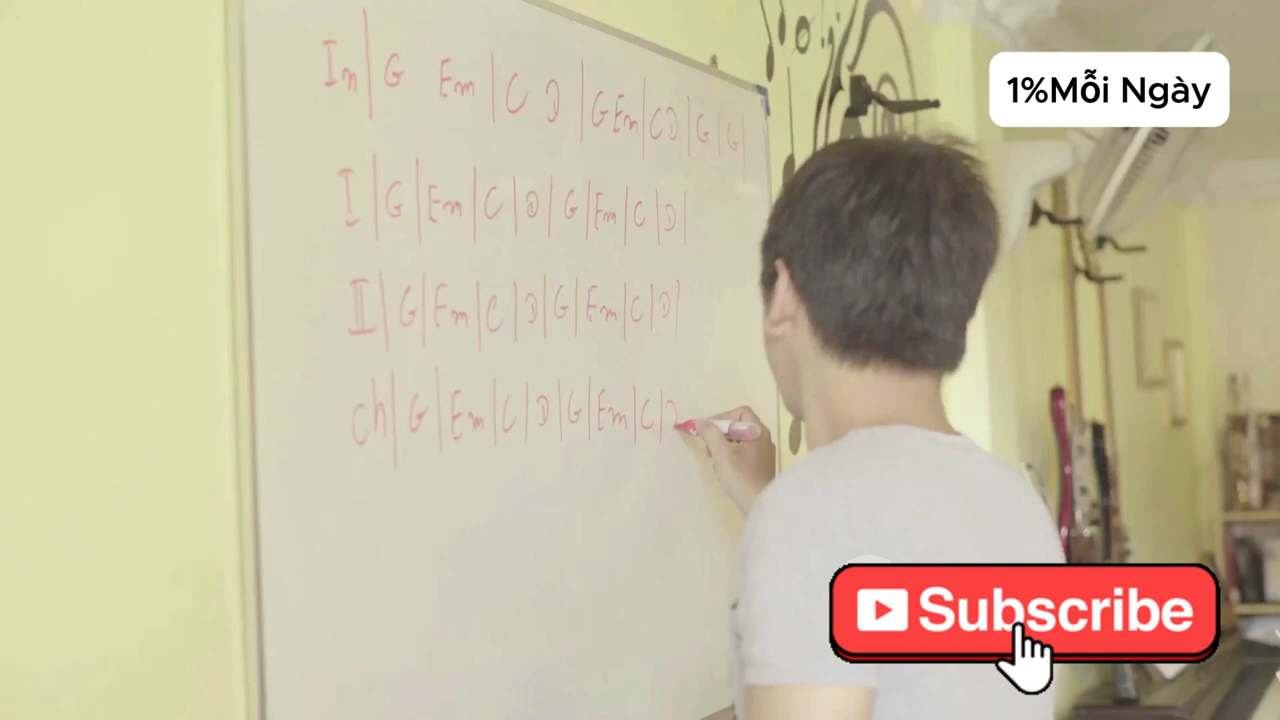 In | G Em | C D | G Em | C D | G | G |
I | G | Em | C | D | G | Em | C | D |
II | G | Em | C | D | G | Em | C | D |
ch | G | Em | C | D | G | Em | C | D
1%Mỗi Ngày
Subscribe